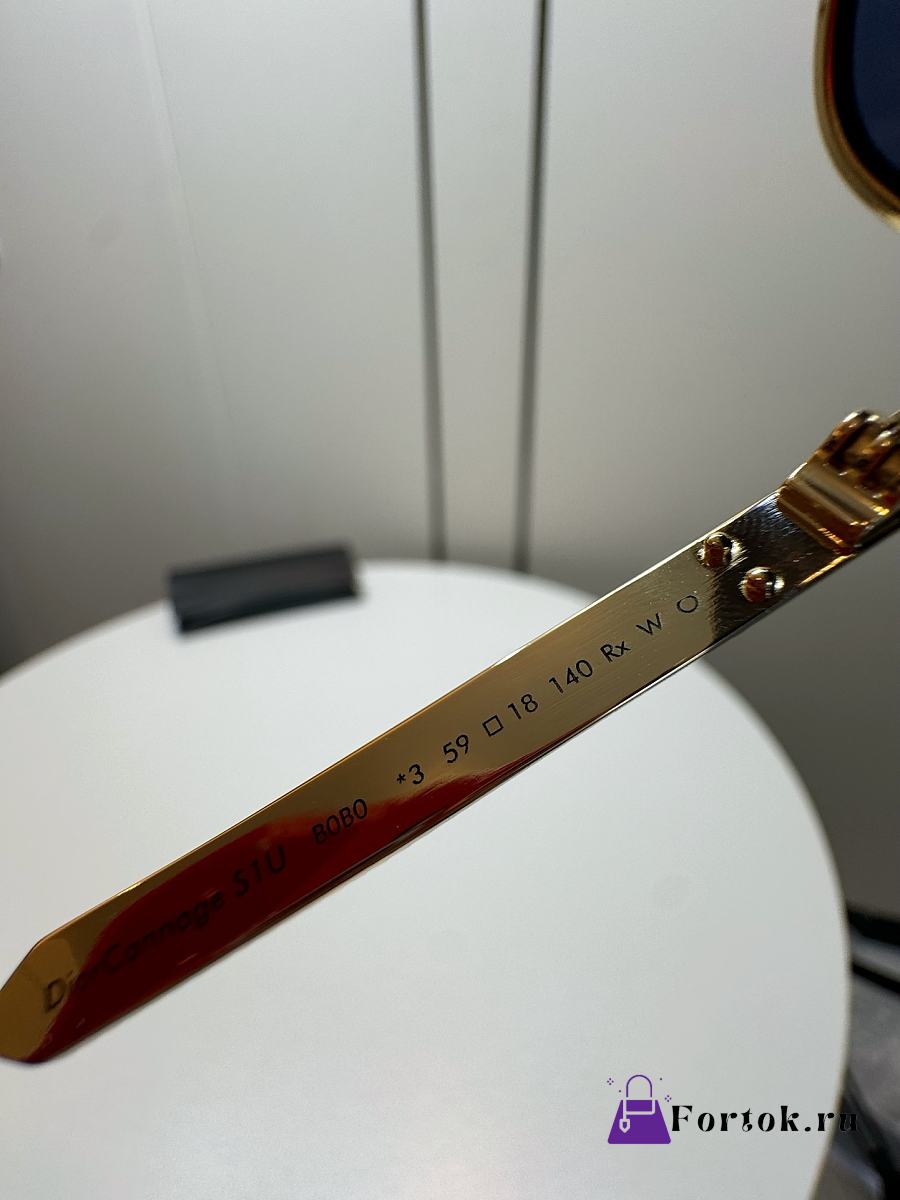 DiorCannage S1U B0B0 *3 59 □ 18 140 Rx W O
Fortok.ru